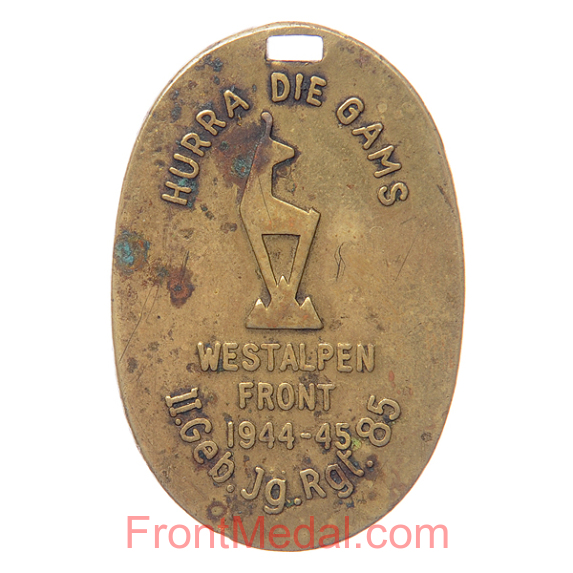 HURRA DIE GAMS
WESTALPEN
FRONT
1944-45
II.Geb.Jg.Rgt.85
FrontMedal.com